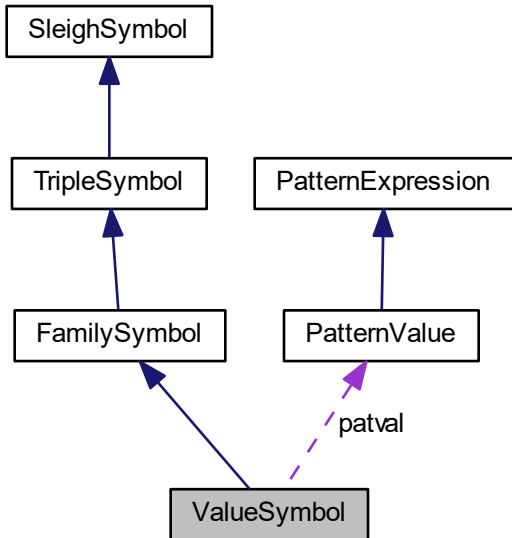 SleighSymbol
TripleSymbol
PatternExpression
FamilySymbol
PatternValue
patval
ValueSymbol